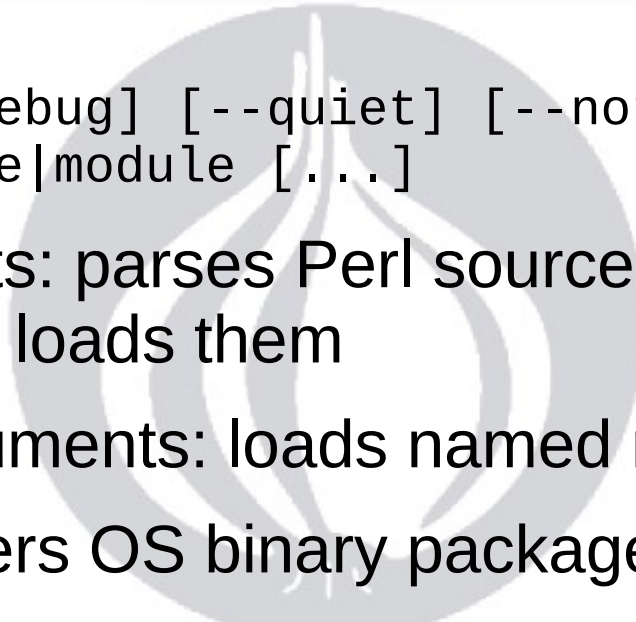 ebug] [--quiet] [--no
e|module [...]
ts: parses Perl source
loads them
uments: loads named
ers OS binary package